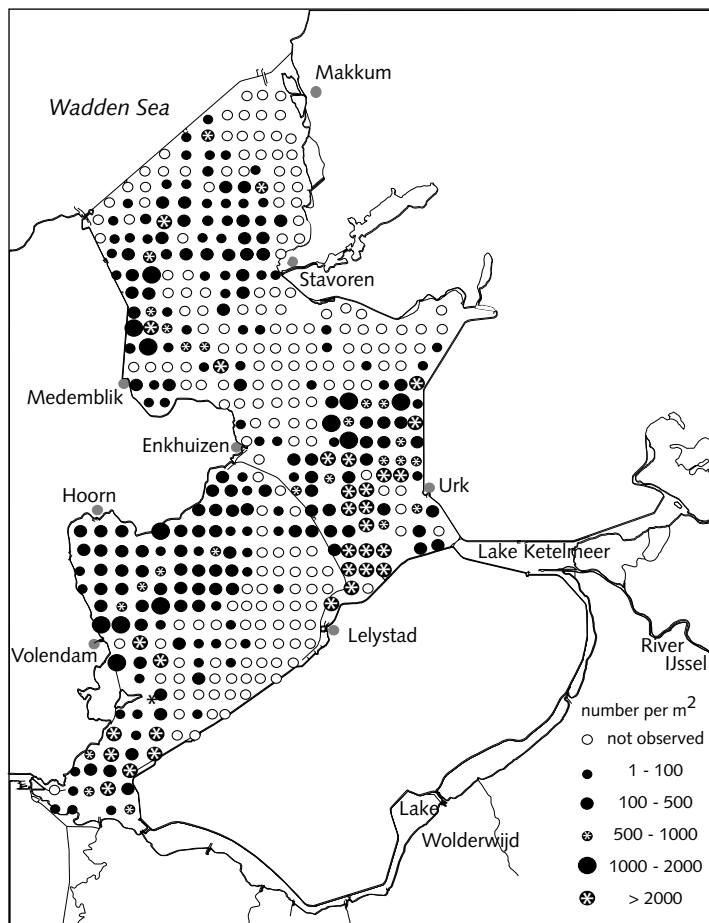 Makkum
Wadden Sea
Stavoren
Medemblik
Enkhuizen
Urk
Hoorn
Lake Ketelmeer
Lelystad
Volendam
River
IJssel
number per m²
not observed
1 - 100
100 - 500
500 - 1000
1000 - 2000
> 2000
Lake
Wolderwijd